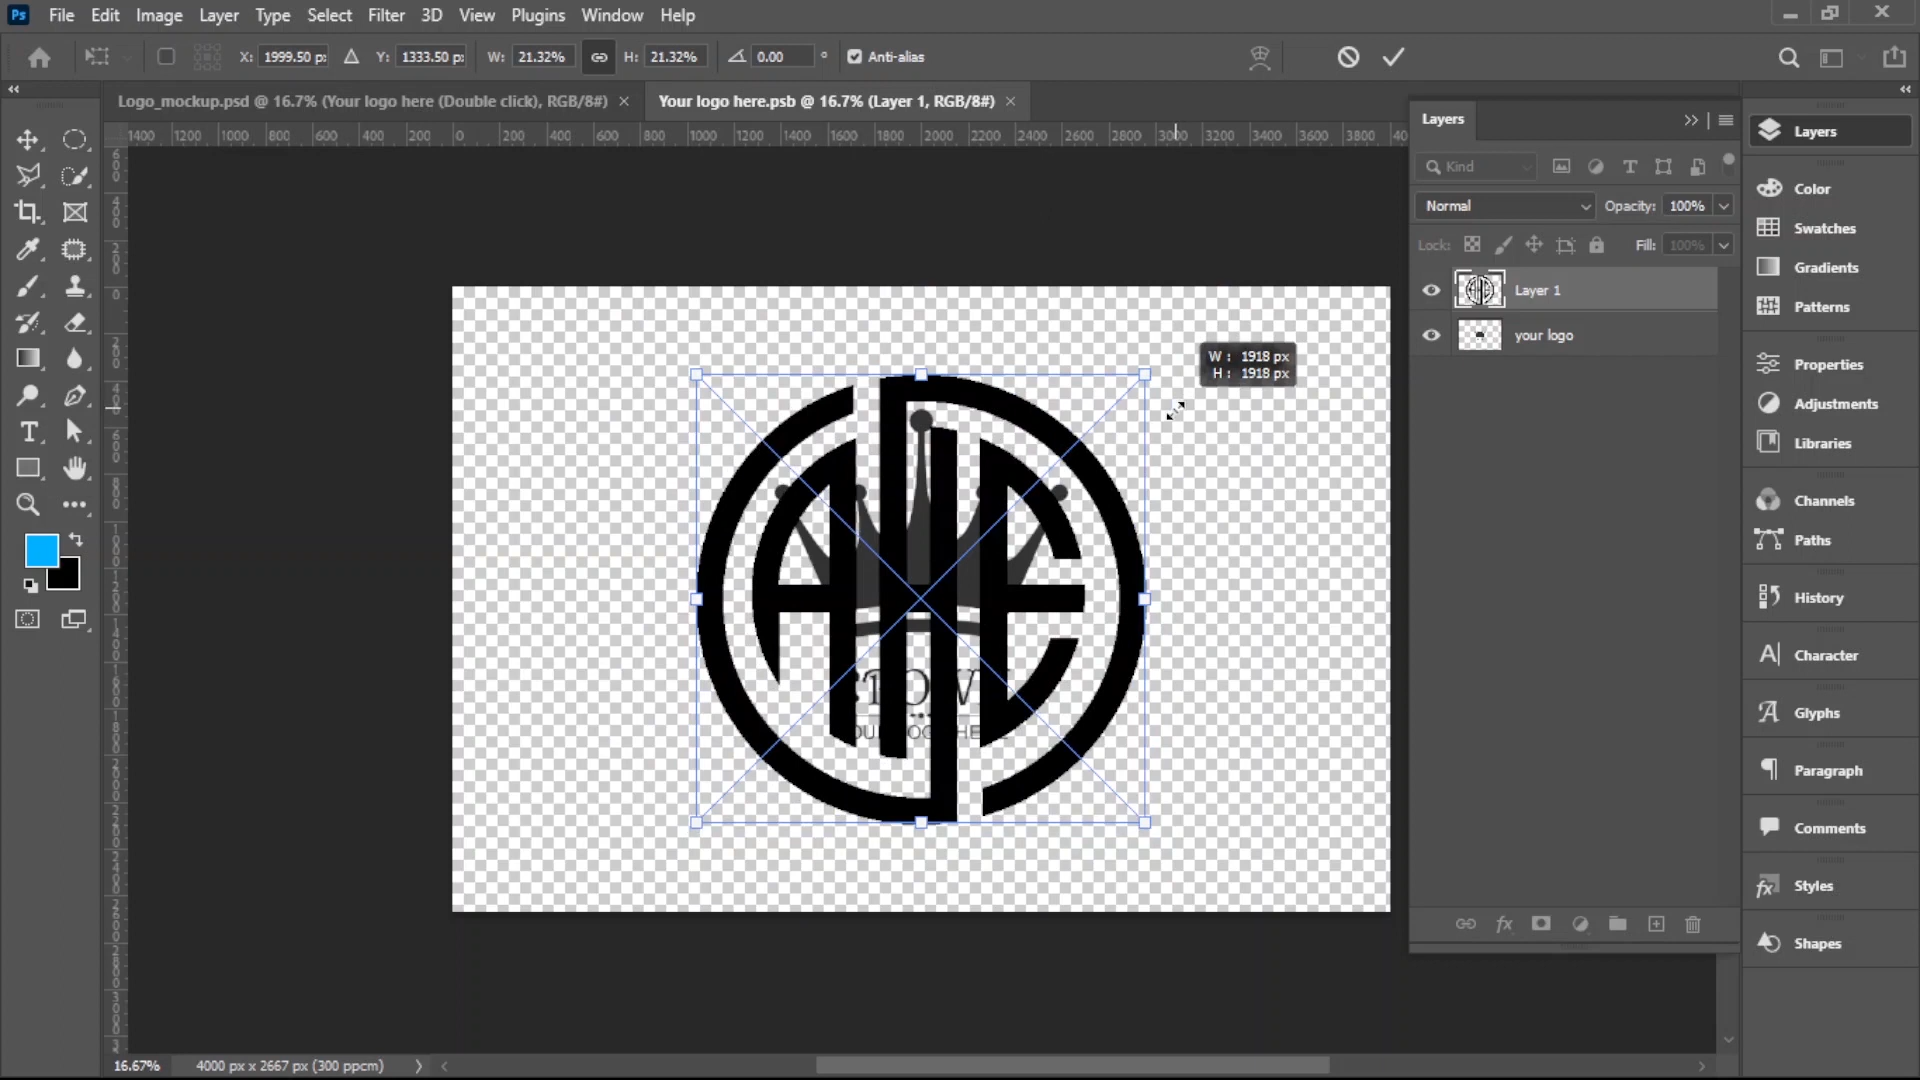 Ps File Edit Image Layer Type Select Filter 3D View Plugins Window Help
X: 1999.50 px Y: 1333.50 px W: 21.32% H: 21.32% 0.00 ° Anti-alias
Logo_mockup.psd @ 16.7% (Your logo here (Double click), RGB/8#) × Your logo here.psb @ 16.7% (Layer 1, RGB/8#) ×
1400 1200 1000 800 600 400 200 0 200 400 600 800 1000 1200 1400 1600 1800 2000 2200 2400 2600 2800 3000 3200 3400 3600 3800 40
Layers
Kind
Normal Opacity: 100%
Lock: Fill: 100%
Layer 1
your logo
W : 1918 px
H : 1918 px
Layers
Color
Swatches
Gradients
Patterns
Properties
Adjustments
Libraries
Channels
Paths
History
Character
Glyphs
Paragraph
Comments
Styles
Shapes
16.67% 4000 px x 2667 px (300 ppcm)